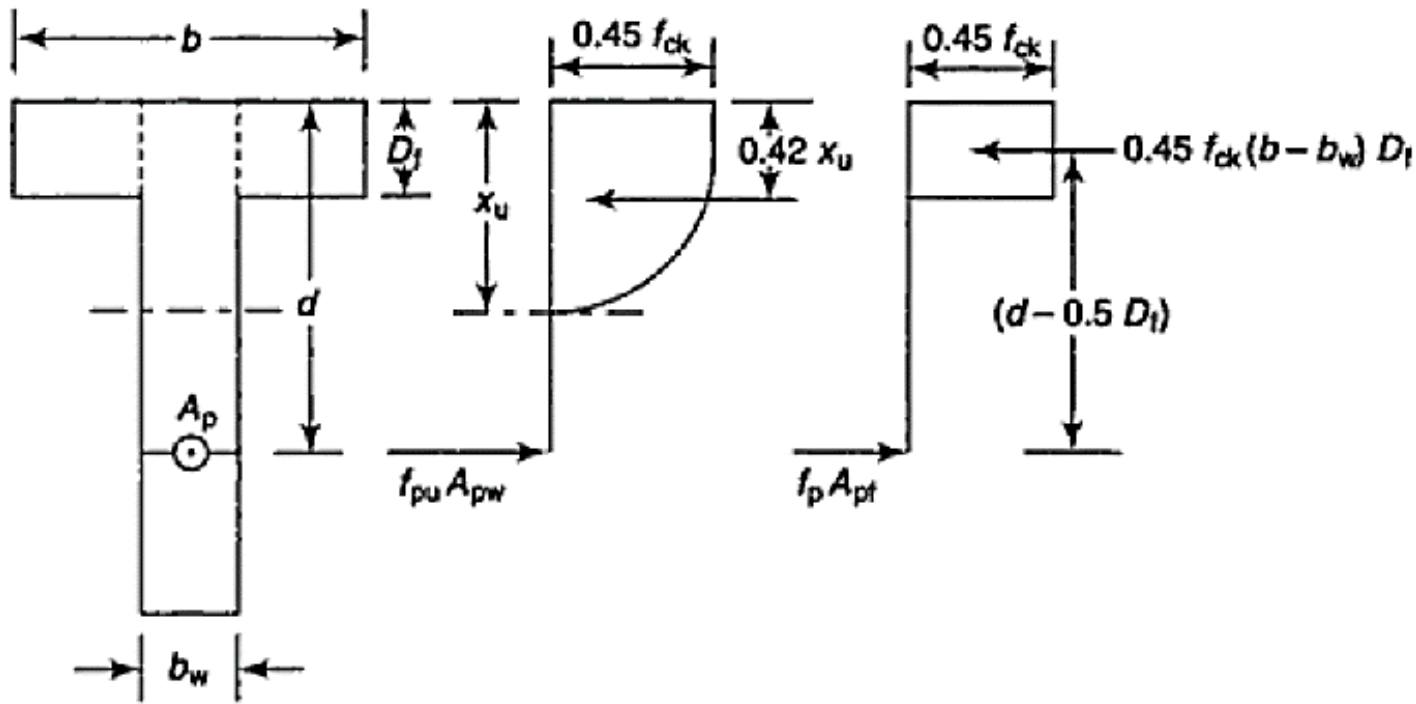 b
0.45 f_ck
0.45 f_ck
D_f
0.42 x_u
0.45 f_ck (b – b_w) D_f
x_u
d
(d – 0.5 D_f)
A_p
f_pu A_pw
f_p A_pf
b_w